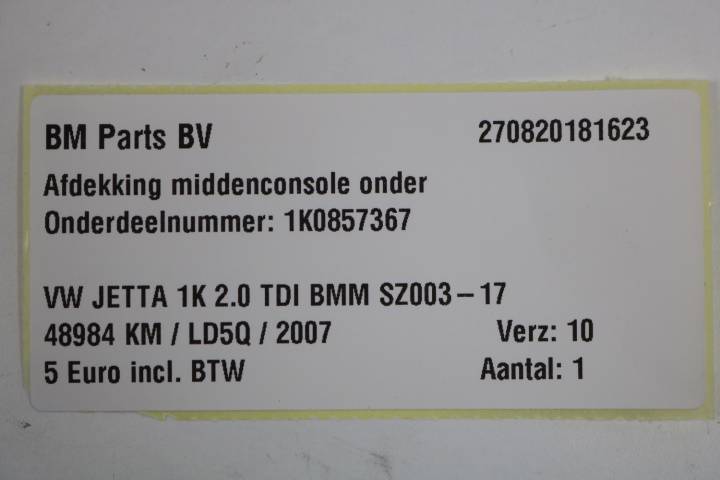 BM Parts BV 270820181623
Afdekking middenconsole onder
Onderdeelnummer: 1K0857367
VW JETTA 1K 2.0 TDI BMM SZ003-17
48984 KM / LD5Q / 2007 Verz: 10
5 Euro incl. BTW Aantal: 1